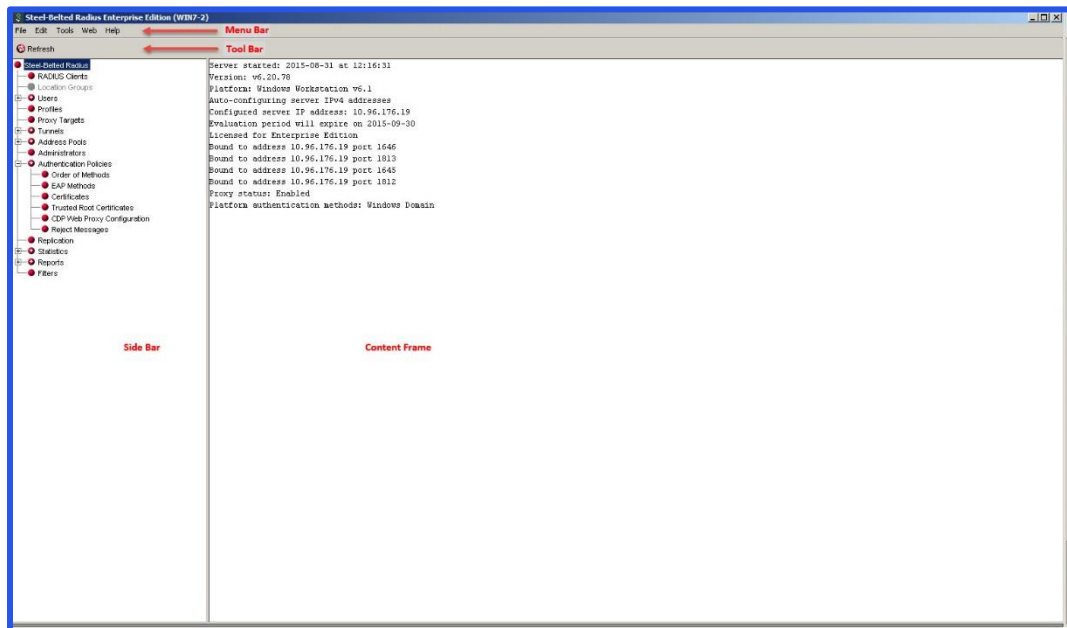 Steel-Belted Radius Enterprise Edition (WIN7-2)
File Edit Tools Web Help
Menu Bar
Refresh
Tool Bar
Steel-Belted Radius
RADIUS Clients
Location Groups
Users
Profiles
Proxy Targets
Tunnels
Address Pools
Administrators
Authentication Policies
Order of Methods
EAP Methods
Certificates
Trusted Root Certificates
CDP Web Proxy Configuration
Reject Messages
Replication
Statistics
Reports
Filters
Side Bar
Server started: 2015-08-31 at 12:16:31
Version: v6.20.78
Platform: Windows Workstation v6.1
Auto-configuring server IPv4 addresses
Configured server IP address: 10.96.176.19
Evaluation period will expire on 2015-09-30
Licensed for Enterprise Edition
Bound to address 10.96.176.19 port 1646
Bound to address 10.96.176.19 port 1813
Bound to address 10.96.176.19 port 1645
Bound to address 10.96.176.19 port 1812
Proxy status: Enabled
Platform authentication methods: Windows Domain
Content Frame